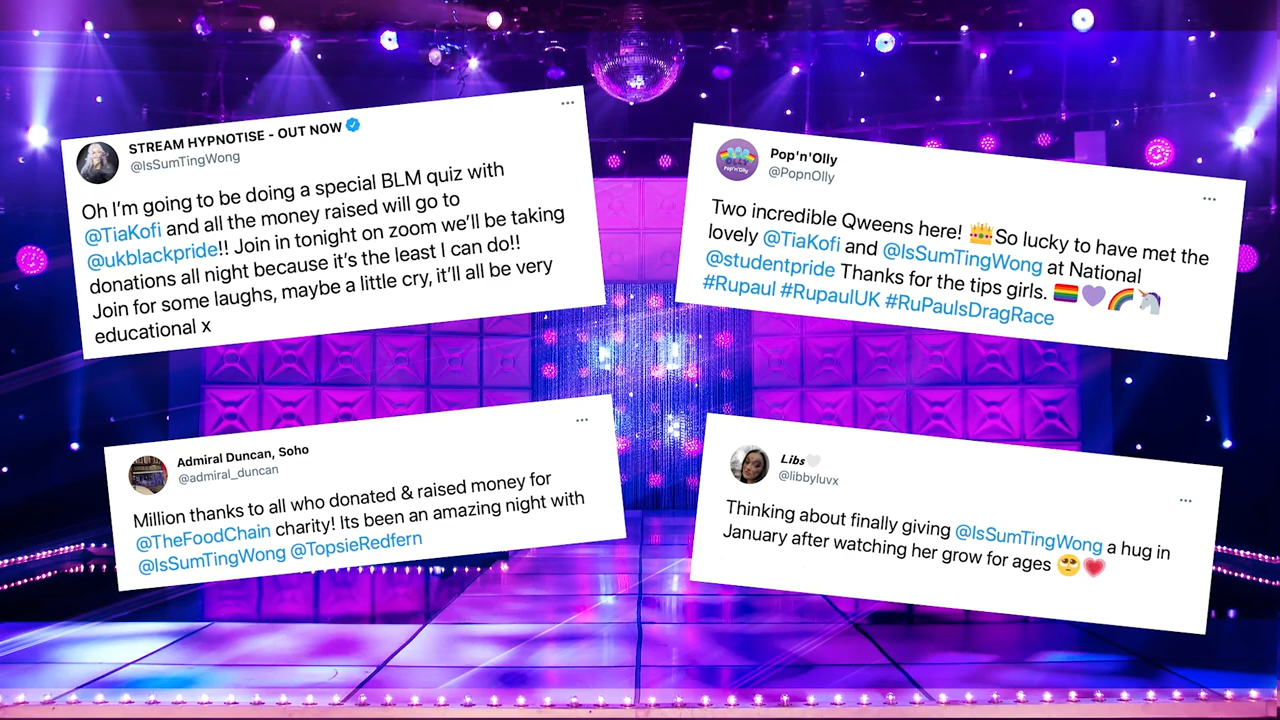 STREAM HYPNOTISE - OUT NOW
@IsSumTingWong
Oh I'm going to be doing a special BLM quiz with
@TiaKofi and all the money raised will go to
@ukblackpride!! Join in tonight on zoom we'll be taking
donations all night because it's the least I can do!!
Join for some laughs, maybe a little cry, it'll all be very
educational x
Pop'n'Olly
Pop'n'Olly
@PopnOlly
Two incredible Qweens here! 👑So lucky to have met the
lovely @TiaKofi and @IsSumTingWong at National
@studentpride Thanks for the tips girls. 🏳️‍🌈💜🌈🦄
#Rupaul #RupaulUK #RuPaulsDragRace
Admiral Duncan, Soho
@admiral_duncan
Million thanks to all who donated & raised money for
@TheFoodChain charity! Its been an amazing night with
@IsSumTingWong @TopsieRedfern
Libs🤍
@libbyluvx
Thinking about finally giving @IsSumTingWong a hug in
January after watching her grow for ages 🥺💗